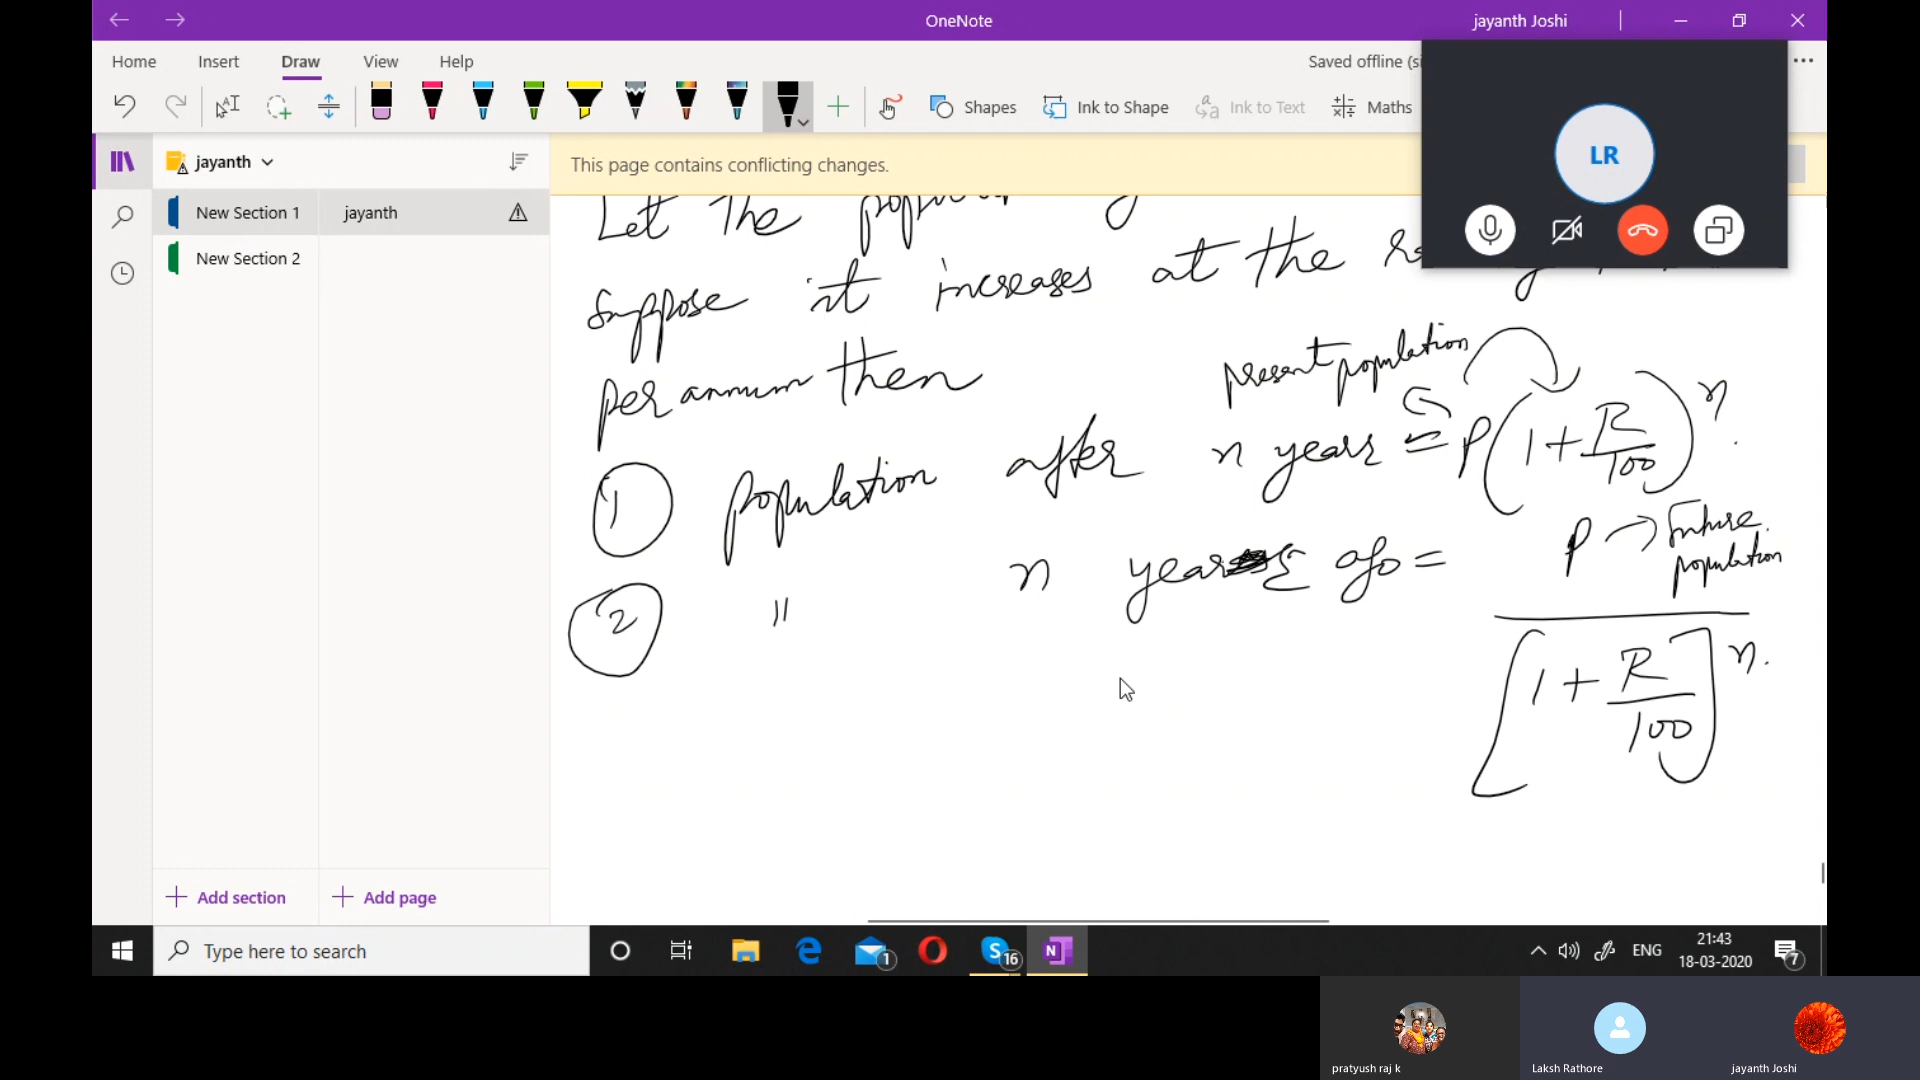 OneNote
jayanth Joshi
Home Insert Draw View Help
Saved offline (si
Shapes
Ink to Shape
Ink to Text
Maths
LR
jayanth
This page contains conflicting changes.
New Section 1
jayanth
New Section 2
Let the
Suppose it increases at the
per annum then
present population
1 population after n years = P(1+R/100)^n.
P → Future population
2 " n years ago =
[1+R/100]^n.
Add section
Add page
Type here to search
1
16
ENG
21:43
18-03-2020
7
pratyush raj k
Laksh Rathore
jayanth Joshi